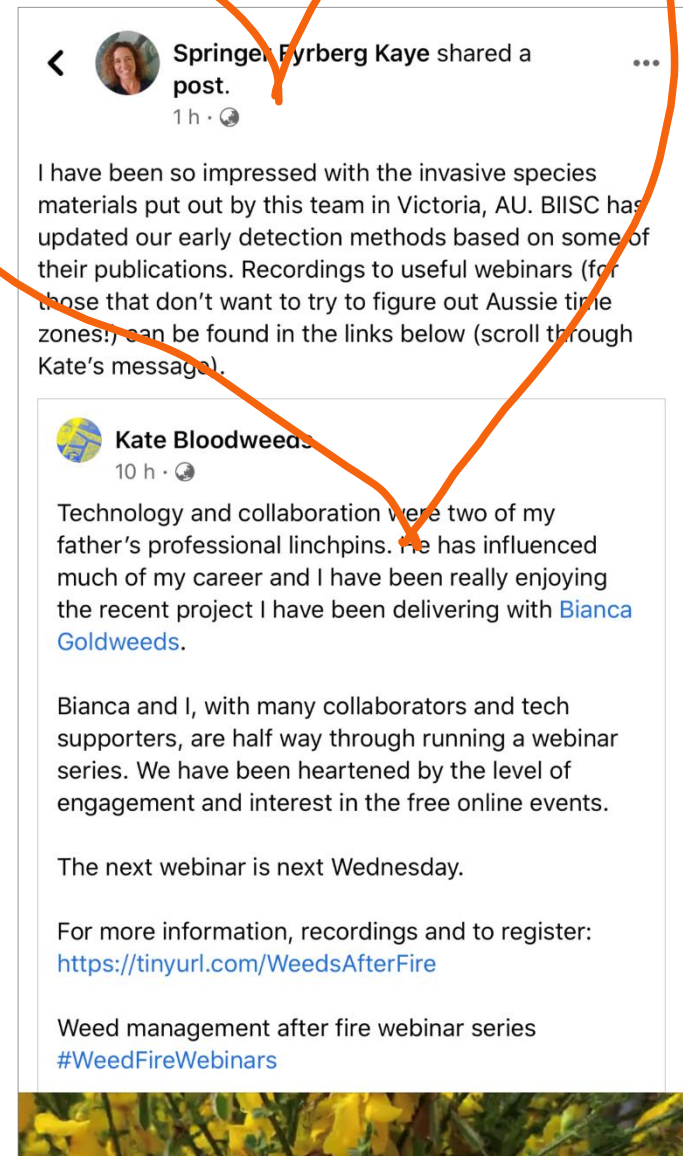 Springer Fyrberg Kaye shared a
post.
1 h ·
I have been so impressed with the invasive species
materials put out by this team in Victoria, AU. BIISC has
updated our early detection methods based on some of
their publications. Recordings to useful webinars (for
those that don't want to try to figure out Aussie time
zones!) can be found in the links below (scroll through
Kate's message).
Kate Bloodweeds
10 h ·
Technology and collaboration were two of my
father's professional linchpins. He has influenced
much of my career and I have been really enjoying
the recent project I have been delivering with Bianca
Goldweeds.
Bianca and I, with many collaborators and tech
supporters, are half way through running a webinar
series. We have been heartened by the level of
engagement and interest in the free online events.
The next webinar is next Wednesday.
For more information, recordings and to register:
https://tinyurl.com/WeedsAfterFire
Weed management after fire webinar series
#WeedFireWebinars